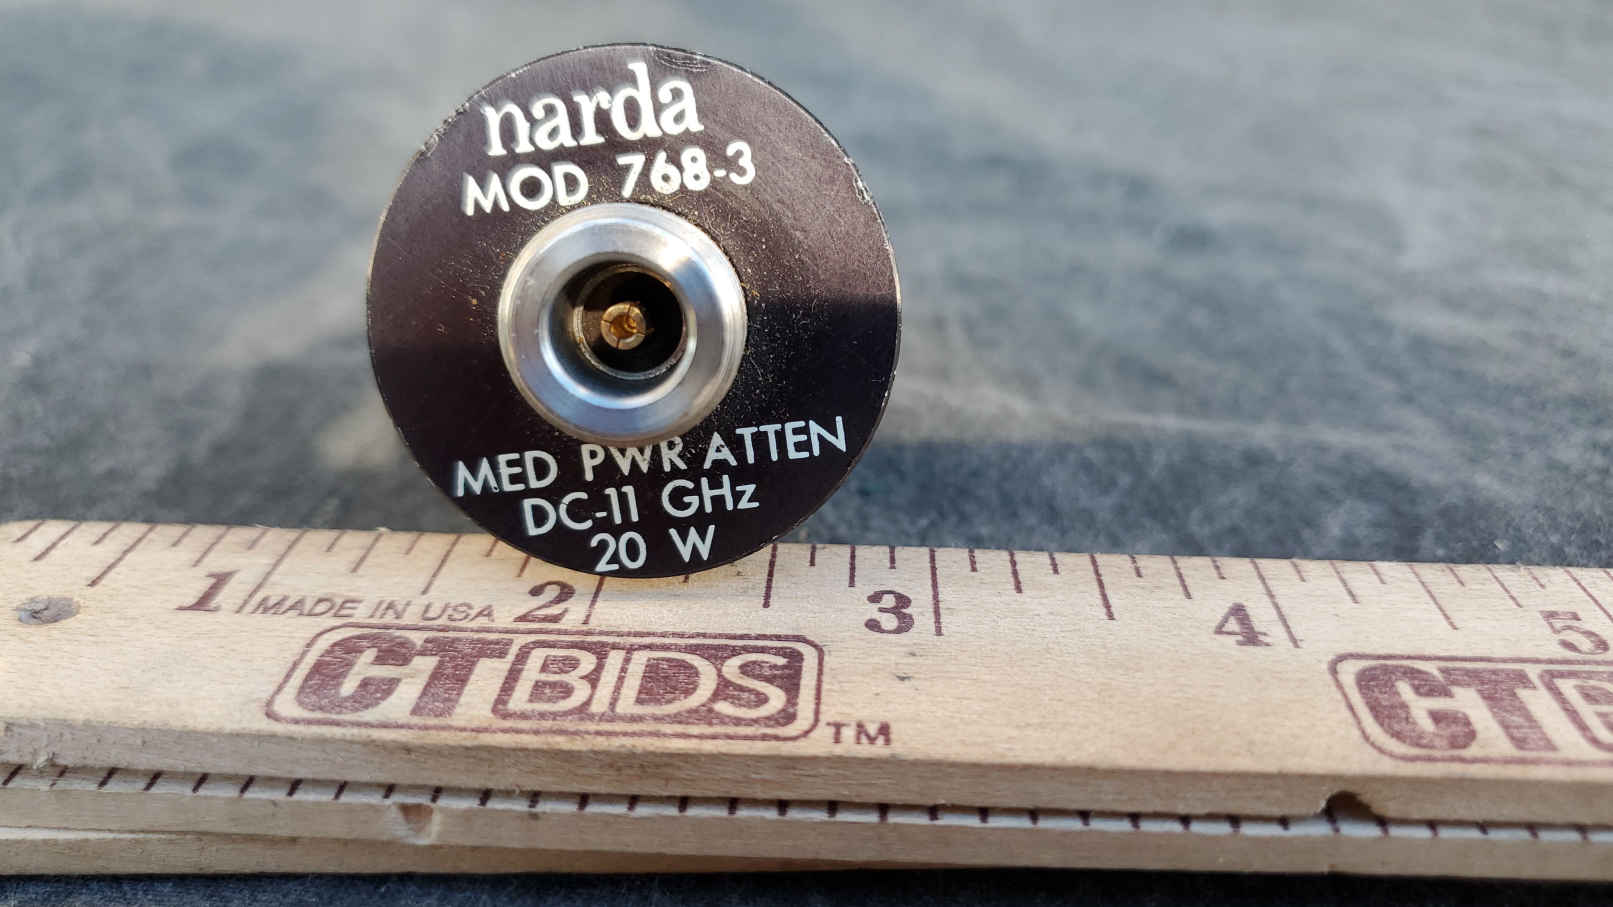 narda
MOD 768-3
MED PWR ATTEN
DC-11 GHz
20 W
1 2 3 4 5
MADE IN USA
CTBIDS TM
CT